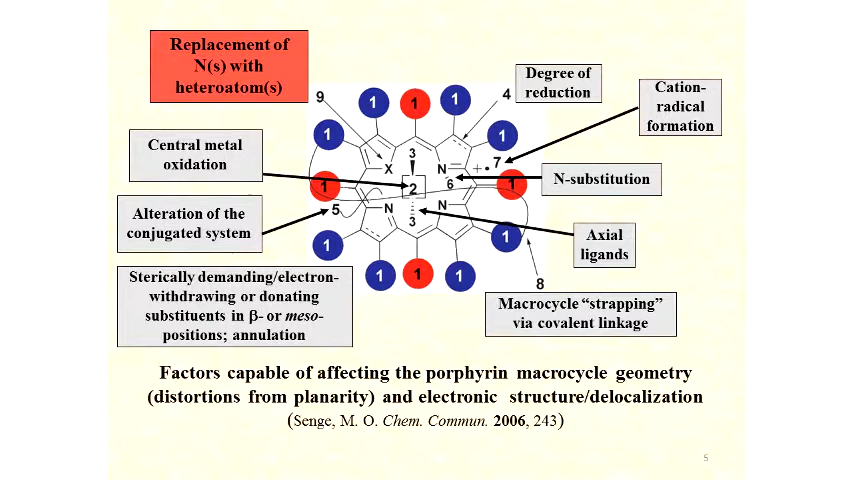 Replacement of
N(s) with
heteroatom(s)
Degree of
reduction
Cation-
radical
formation
9
1
1
1
4
1
1
7
Central metal
oxidation
3
X
N
+•
6
N-substitution
1
2
1
Alteration of the
conjugated system
5
N
N
3
Axial
ligands
1
1
1
1
1
8
Sterically demanding/electron-
withdrawing or donating
substituents in β- or meso-
positions; annulation
Macrocycle “strapping”
via covalent linkage
Factors capable of affecting the porphyrin macrocycle geometry
(distortions from planarity) and electronic structure/delocalization
(Senge, M. O. Chem. Commun. 2006, 243)
5